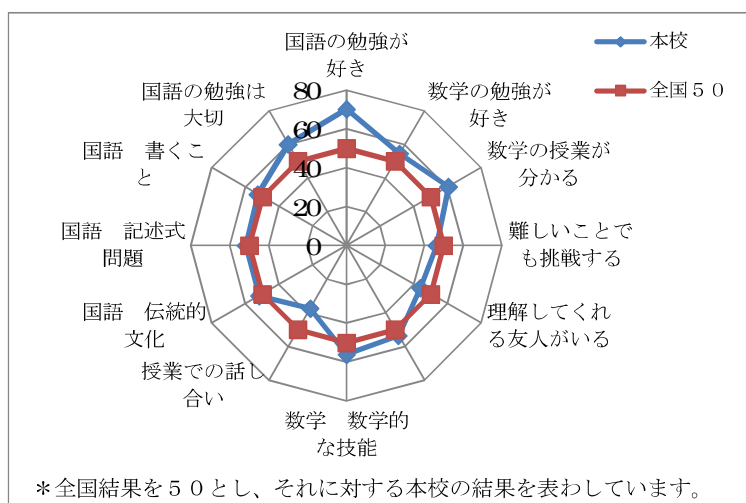 国語の勉強が
好き
数学の勉強が
好き
数学の授業が
分かる
難しいことで
も挑戦する
理解してくれ
る友人がいる
数学　数学的
な技能
授業での話し
合い
国語　伝統的
文化
国語　記述式
問題
国語　書くこ
と
国語の勉強は
大切
80
60
40
20
0
本校
全国５０
＊全国結果を５０とし、それに対する本校の結果を表わしています。